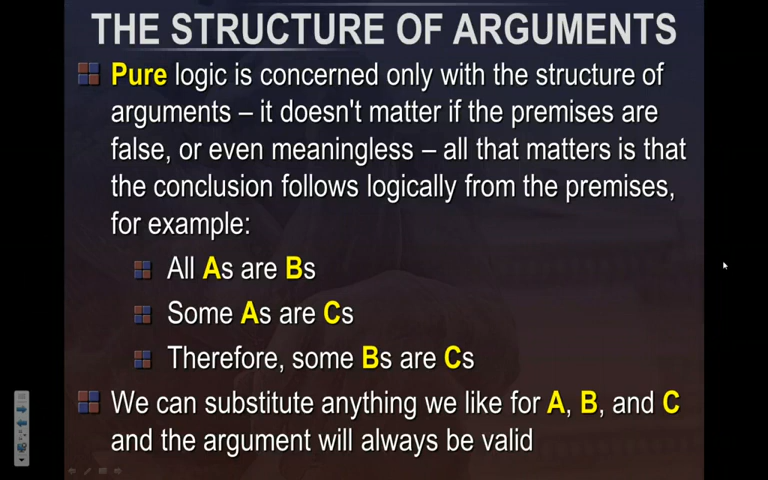 THE STRUCTURE OF ARGUMENTS
Pure logic is concerned only with the structure of
arguments – it doesn't matter if the premises are
false, or even meaningless – all that matters is that
the conclusion follows logically from the premises,
for example:
All As are Bs
Some As are Cs
Therefore, some Bs are Cs
We can substitute anything we like for A, B, and C
and the argument will always be valid